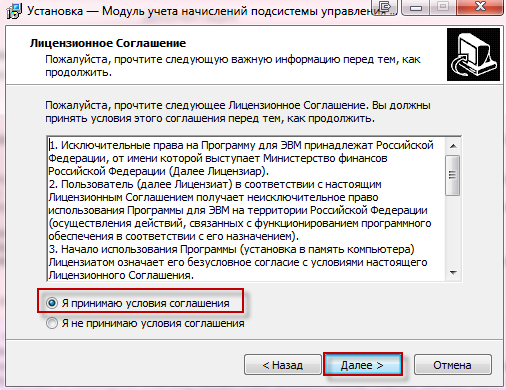 Установка — Модуль учета начислений подсистемы управления ...
Лицензионное Соглашение
Пожалуйста, прочтите следующую важную информацию перед тем, как
продолжить.
Пожалуйста, прочтите следующее Лицензионное Соглашение. Вы должны
принять условия этого соглашения перед тем, как продолжить.
1. Исключительные права на Программу для ЭВМ принадлежат Российской
Федерации, от имени которой выступает Министерство финансов
Российской Федерации (Далее Лицензиар).
2. Пользователь (далее Лицензиат) в соответствии с настоящим
Лицензионным Соглашением получает неисключительное право
использования Программы для ЭВМ на территории Российской Федерации
(осуществления действий, связанных с функционированием программного
обеспечения в соответствии с его назначением).
3. Начало использования Программы (установка в память компьютера)
Лицензиатом означает его безусловное согласие с условиями настоящего
Лицензионного Соглашения.
Я принимаю условия соглашения
Я не принимаю условия соглашения
< Назад Далее > Отмена